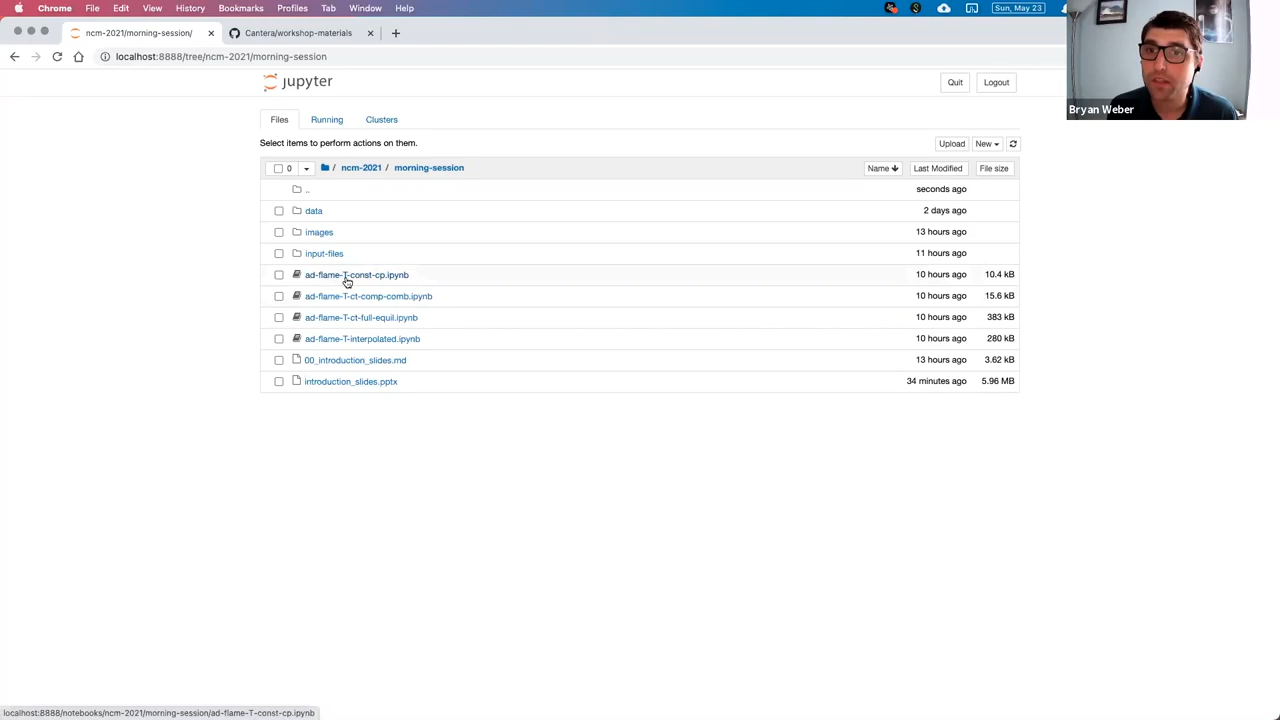 Chrome File Edit View History Bookmarks Profiles Tab Window Help Sun, May 23
ncm-2021/morning-session/ Cantera/workshop-materials
localhost:8888/tree/ncm-2021/morning-session
jupyter Quit Logout
Bryan Weber
Files Running Clusters
Select items to perform actions on them. Upload New
0 / ncm-2021 / morning-session Name Last Modified File size
.. seconds ago
data 2 days ago
images 13 hours ago
input-files 11 hours ago
ad-flame-T-const-cp.ipynb 10 hours ago 10.4 kB
ad-flame-T-ct-comp-comb.ipynb 10 hours ago 15.6 kB
ad-flame-T-ct-full-equil.ipynb 10 hours ago 383 kB
ad-flame-T-interpolated.ipynb 10 hours ago 280 kB
00_introduction_slides.md 13 hours ago 3.62 kB
introduction_slides.pptx 34 minutes ago 5.96 MB
localhost:8888/notebooks/ncm-2021/morning-session/ad-flame-T-const-cp.ipynb